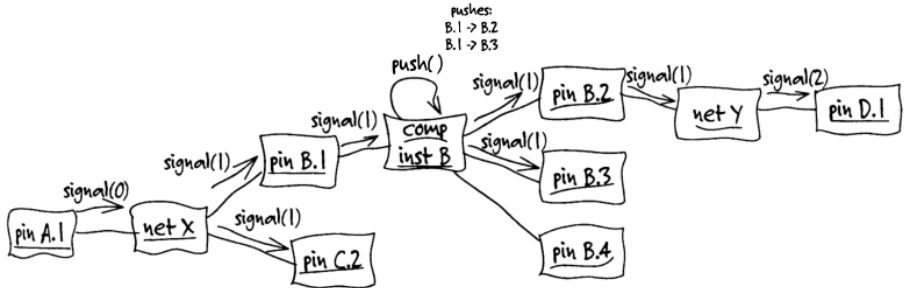 pushes:
B.1 -> B.2
B.1 -> B.3
push()
signal(1)
pin B.2
signal(1)
net Y
signal(2)
pin D.1
signal(1)
comp
inst B
signal(1)
pin B.3
signal(1)
pin B.1
signal(0)
pin A.1
net X
signal(1)
pin C.2
pin B.4